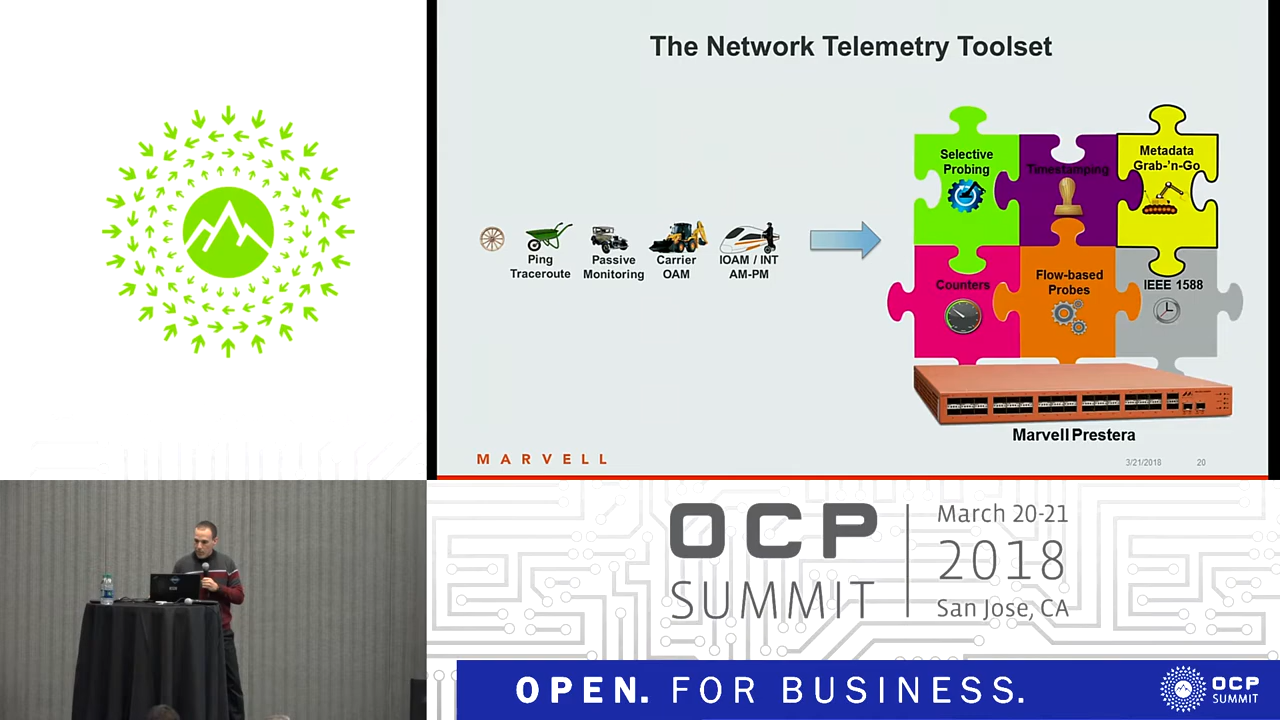 The Network Telemetry Toolset
Selective
Probing
Timestamping
Metadata
Grab-'n-Go
Ping
Traceroute
Passive
Monitoring
Carrier
OAM
IOAM / INT
AM-PM
Counters
Flow-based
Probes
IEEE 1588
Marvell Prestera
MARVELL
3/21/2018
20
OCP
SUMMIT
March 20-21
2018
San Jose, CA
OPEN. FOR BUSINESS.
OCP
SUMMIT